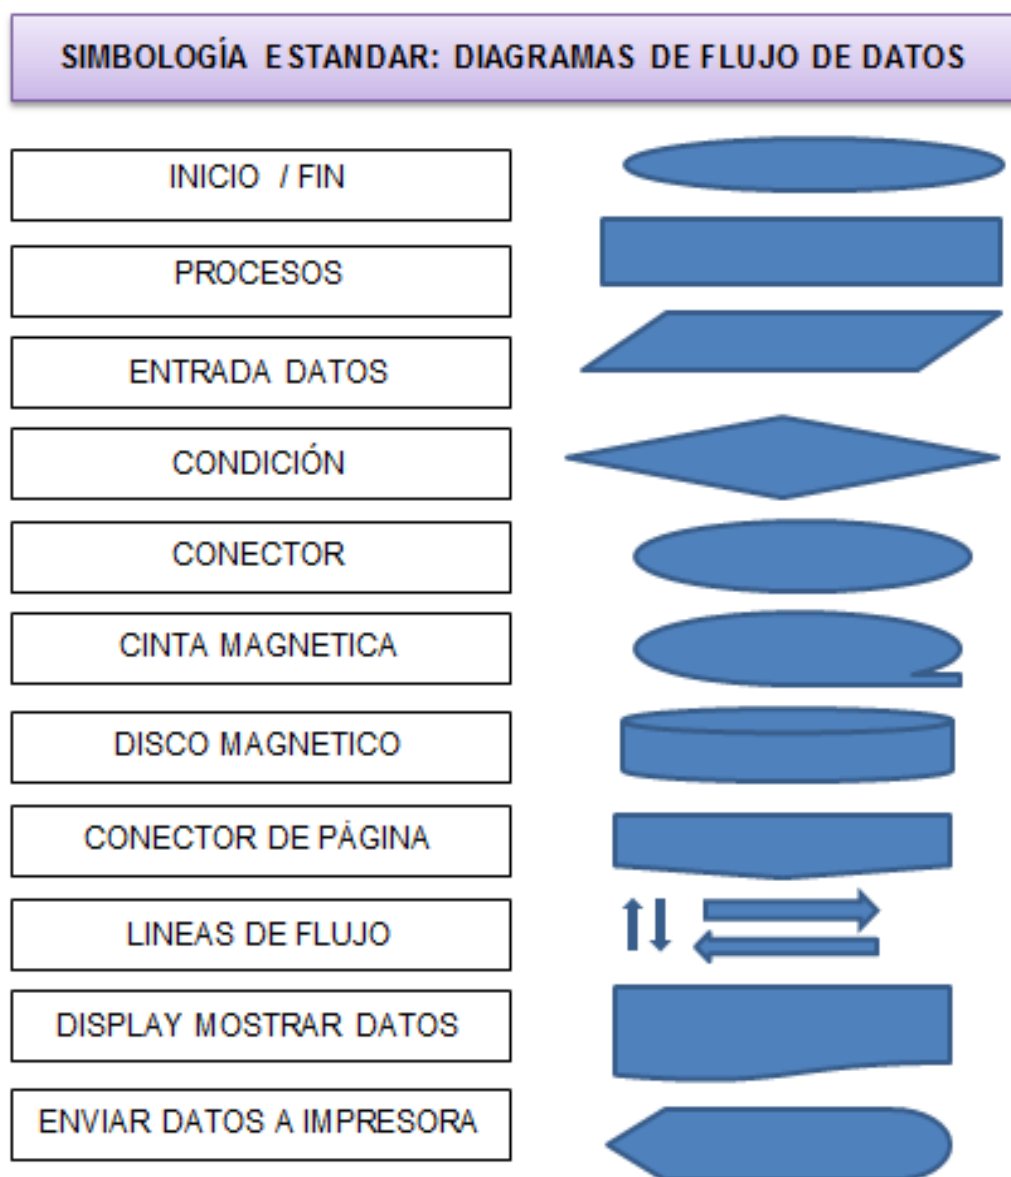 SIMBOLOGÍA ESTANDAR: DIAGRAMAS DE FLUJO DE DATOS
INICIO / FIN
PROCESOS
ENTRADA DATOS
CONDICIÓN
CONECTOR
CINTA MAGNETICA
DISCO MAGNETICO
CONECTOR DE PÁGINA
LINEAS DE FLUJO
DISPLAY MOSTRAR DATOS
ENVIAR DATOS A IMPRESORA